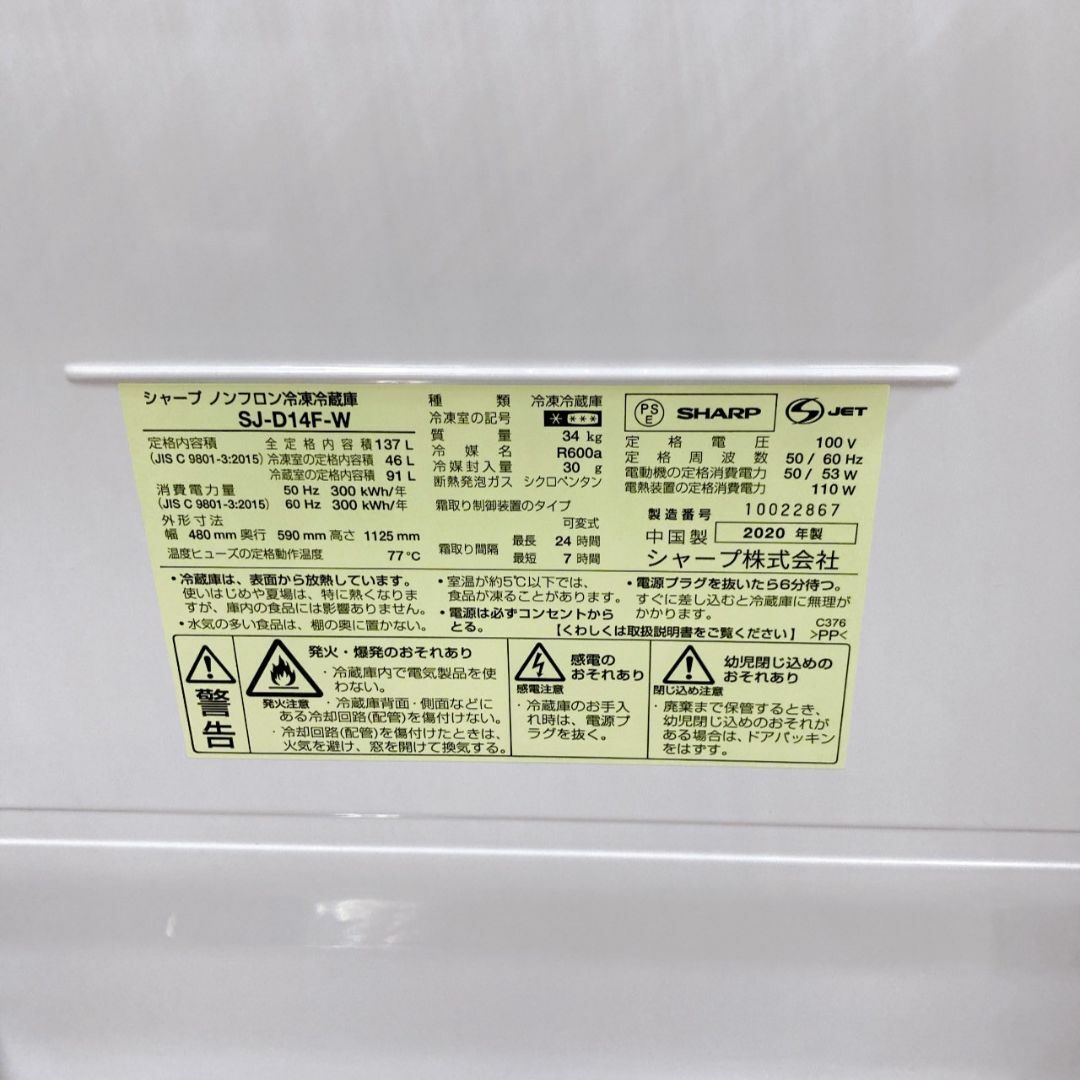 シャープ ノンフロン冷凍冷蔵庫
SJ-D14F-W
定格内容積 全定格内容積 137 L
(JIS C 9801-3:2015) 冷凍室の定格内容積 46 L
冷蔵室の定格内容積 91 L
消費電力量 50 Hz 300 kWh/年
(JIS C 9801-3:2015) 60 Hz 300 kWh/年
外形寸法
幅 480 mm 奥行 590 mm 高さ 1125 mm
温度ヒューズの定格動作温度 77℃
種類 冷凍冷蔵庫
冷凍室の記号
質量 34 kg
冷媒名 R600a
冷媒封入量 30 g
断熱発泡ガス シクロペンタン
霜取り制御装置のタイプ
可変式
霜取り間隔 最長 24 時間
最短 7 時間
PSE SHARP S JET
定格電圧 100 V
定格周波数 50 / 60 Hz
電動機の定格消費電力 50 / 53 W
電熱装置の定格消費電力 110 W
製造番号 10022867
中国製 2020 年製
シャープ株式会社
・冷蔵庫は、表面から放熱しています。
使いはじめや夏場は、特に熱くなりま
すが、庫内の食品には影響ありません。
・水気の多い食品は、棚の奥に置かない。
・室温が約5℃以下では、
食品が凍ることがあります。
・電源は必ずコンセントから
とる。
・電源プラグを抜いたら6分待つ。
すぐに差し込むと冷蔵庫に無理が
かかります。
C376
【くわしくは取扱説明書をご覧ください】 >PP<
警告
発火・爆発のおそれあり
発火注意
・冷蔵庫内で電気製品を使
わない。
・冷蔵庫背面・側面などに
ある冷却回路(配管)を傷付けない。
・冷却回路(配管)を傷付けたときは、
火気を避け、窓を開けて換気する。
感電の
おそれあり
感電注意
・冷蔵庫のお手入
れ時は、電源プ
ラグを抜く。
幼児閉じ込めの
おそれあり
閉じ込め注意
・廃棄まで保管するとき、
幼児閉じ込めのおそれが
ある場合は、ドアパッキン
をはずす。